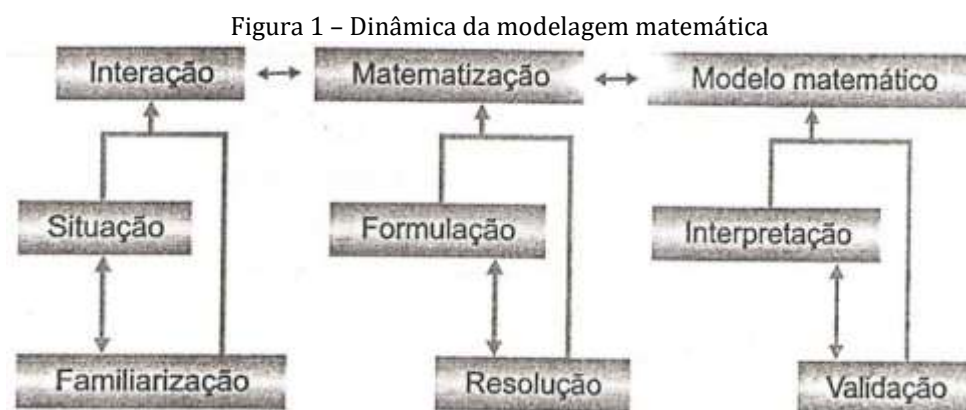 Figura 1 – Dinâmica da modelagem matemática
Interação
Matematização
Modelo matemático
Situação
Formulação
Interpretação
Familiarização
Resolução
Validação